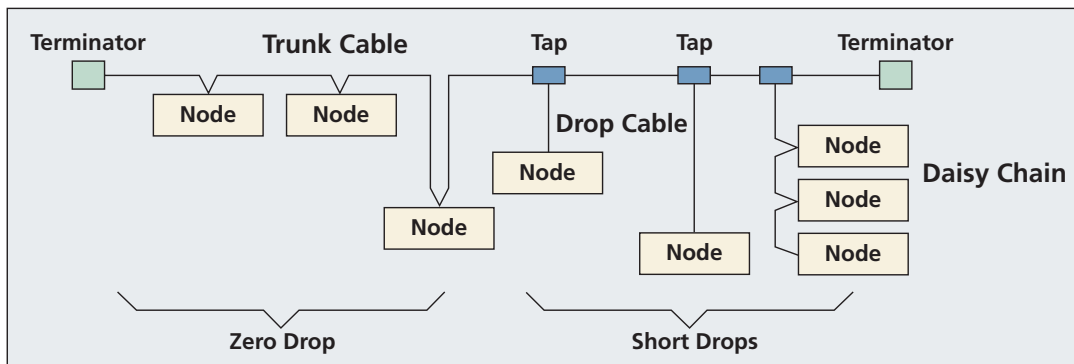 Terminator
Trunk Cable
Tap
Tap
Terminator
Node
Node
Drop Cable
Node
Node
Daisy Chain
Node
Node
Node
Node
Zero Drop
Short Drops